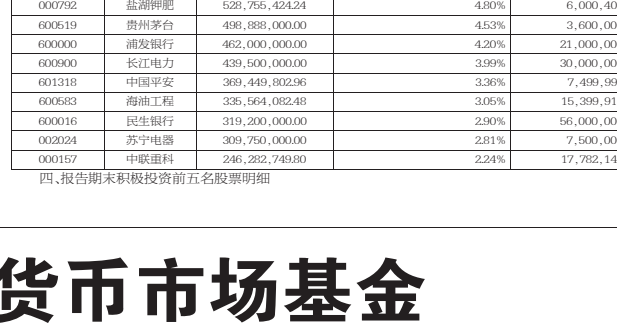 000792 盐湖钾肥 528,755,424.24 4.80% 6,000,40
600519 贵州茅台 498,888,000.00 4.53% 3,600,00
600000 浦发银行 462,000,000.00 4.20% 21,000,00
600900 长江电力 439,500,000.00 3.99% 30,000,00
601318 中国平安 369,449,802.96 3.36% 7,499,99
600583 海油工程 335,564,082.48 3.05% 15,399,91
600016 民生银行 319,200,000.00 2.90% 56,000,00
002024 苏宁电器 309,750,000.00 2.81% 7,500,00
000157 中联重科 246,282,749.80 2.24% 17,782,14
四、报告期末积极投资前五名股票明细
货币市场基金